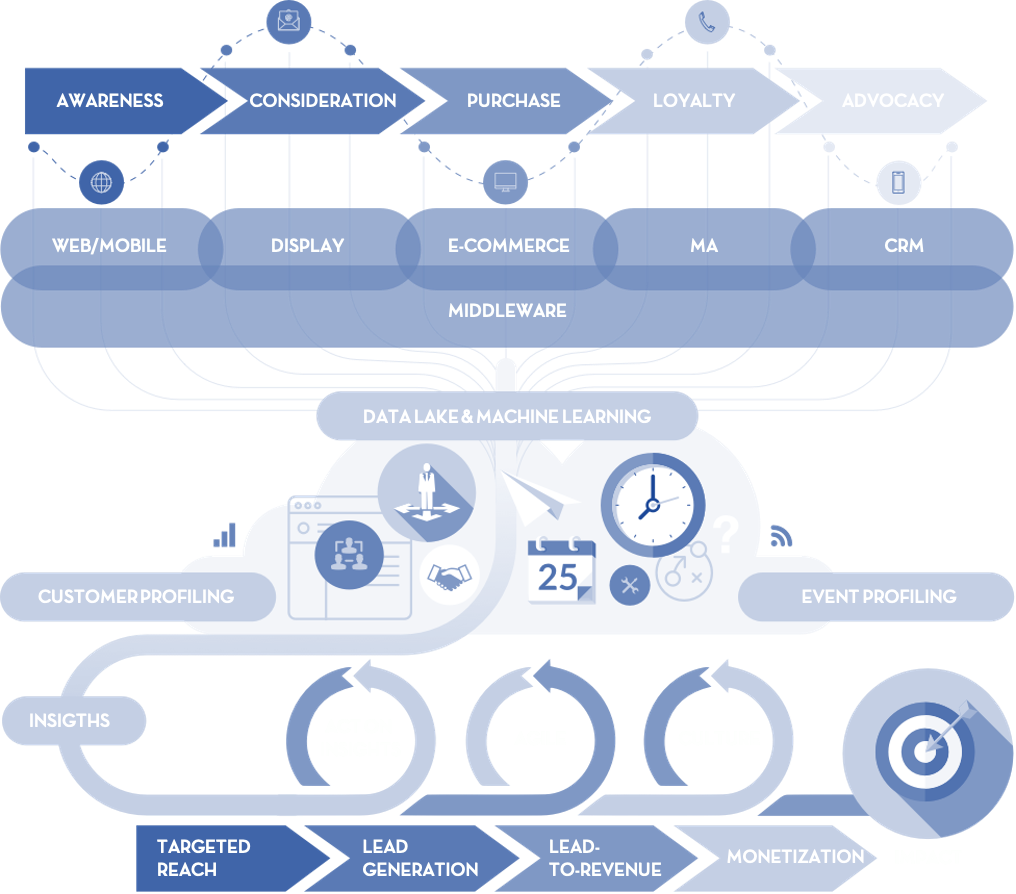 AWARENESS
CONSIDERATION
PURCHASE
LOYALTY
ADVOCACY
WEB/MOBILE
DISPLAY
E-COMMERCE
MA
CRM
MIDDLEWARE
DATA LAKE & MACHINE LEARNING
?
25
CUSTOMER PROFILING
EVENT PROFILING
INSIGTHS
TARGETED
REACH
LEAD
GENERATION
LEAD-
TO-REVENUE
MONETIZATION